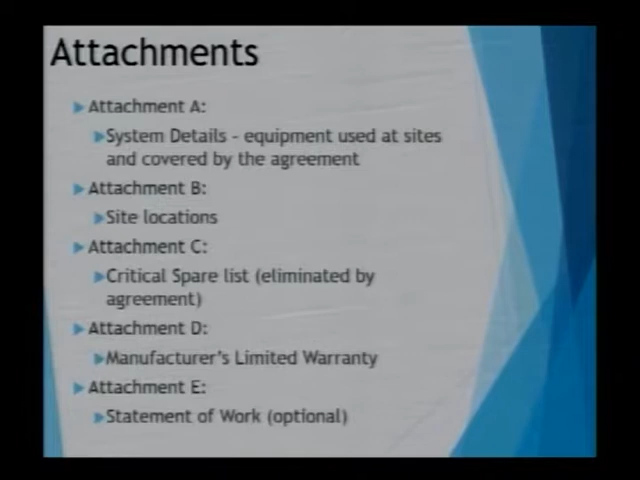 Attachments
Attachment A:
System Details - equipment used at sites
and covered by the agreement
Attachment B:
Site locations
Attachment C:
Critical Spare list (eliminated by
agreement)
Attachment D:
Manufacturer's Limited Warranty
Attachment E:
Statement of Work (optional)